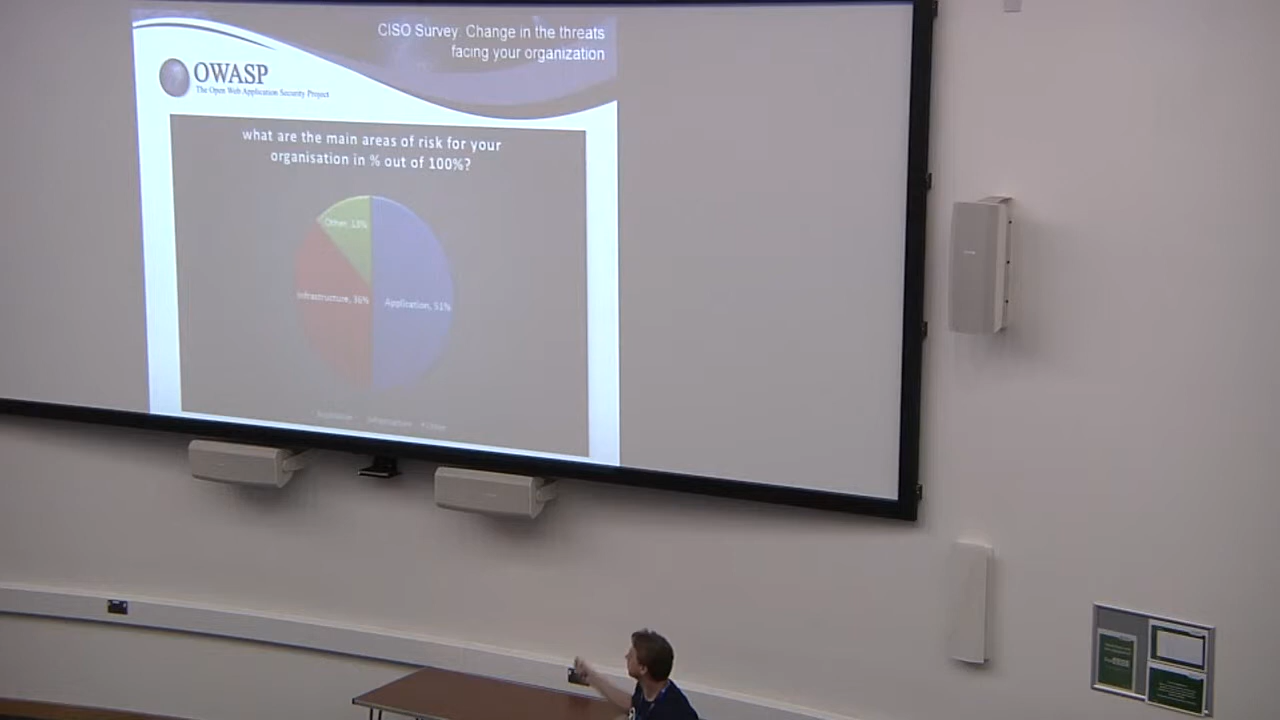 CISO Survey: Change in the threats
facing your organization
OWASP
The Open Web Application Security Project
what are the main areas of risk for your
organisation in % out of 100%?
Other, 13%
Infrastructure, 36%
Application, 51%